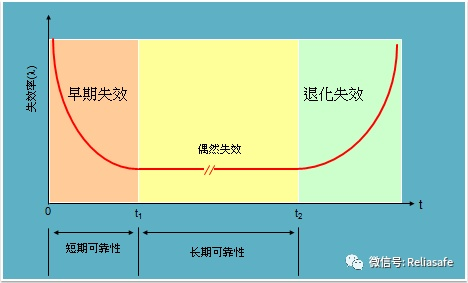 失效率(λ)
早期失效
偶然失效
退化失效
0
t1
t2
t
短期可靠性
长期可靠性
微信号: Reliasafe